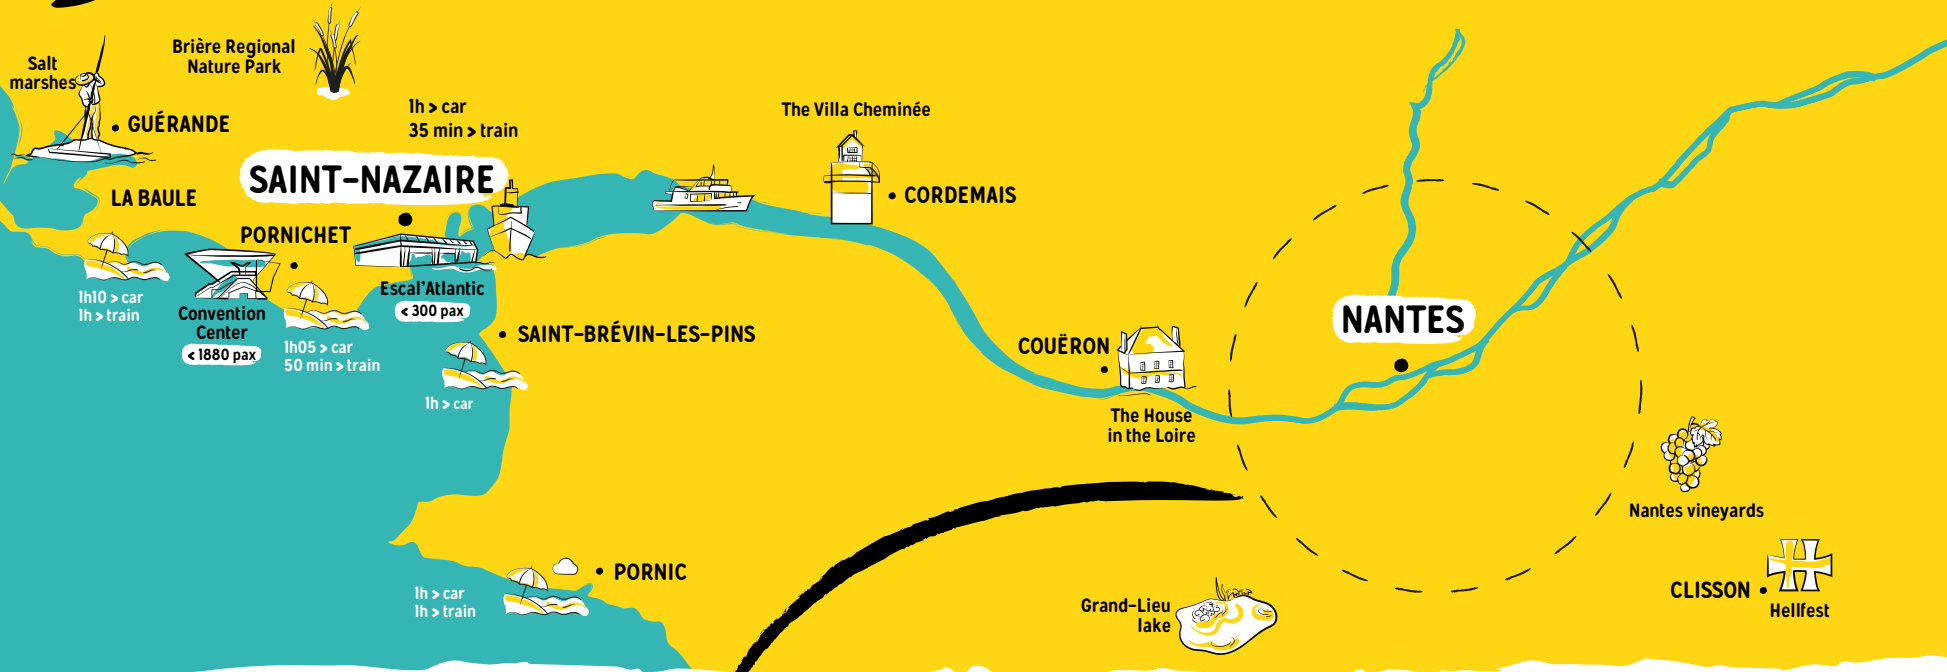 Salt
marshes
Brière Regional
Nature Park
GUÉRANDE
1h > car
35 min > train
SAINT-NAZAIRE
LA BAULE
PORNICHET
1h10 > car
1h > train
Convention
Center
< 1880 pax
Escal'Atlantic
< 300 pax
1h05 > car
50 min > train
SAINT-BRÉVIN-LES-PINS
1h > car
The Villa Cheminée
CORDEMAIS
COUËRON
The House
in the Loire
NANTES
Nantes vineyards
PORNIC
1h > car
1h > train
Grand-Lieu
lake
CLISSON
Hellfest